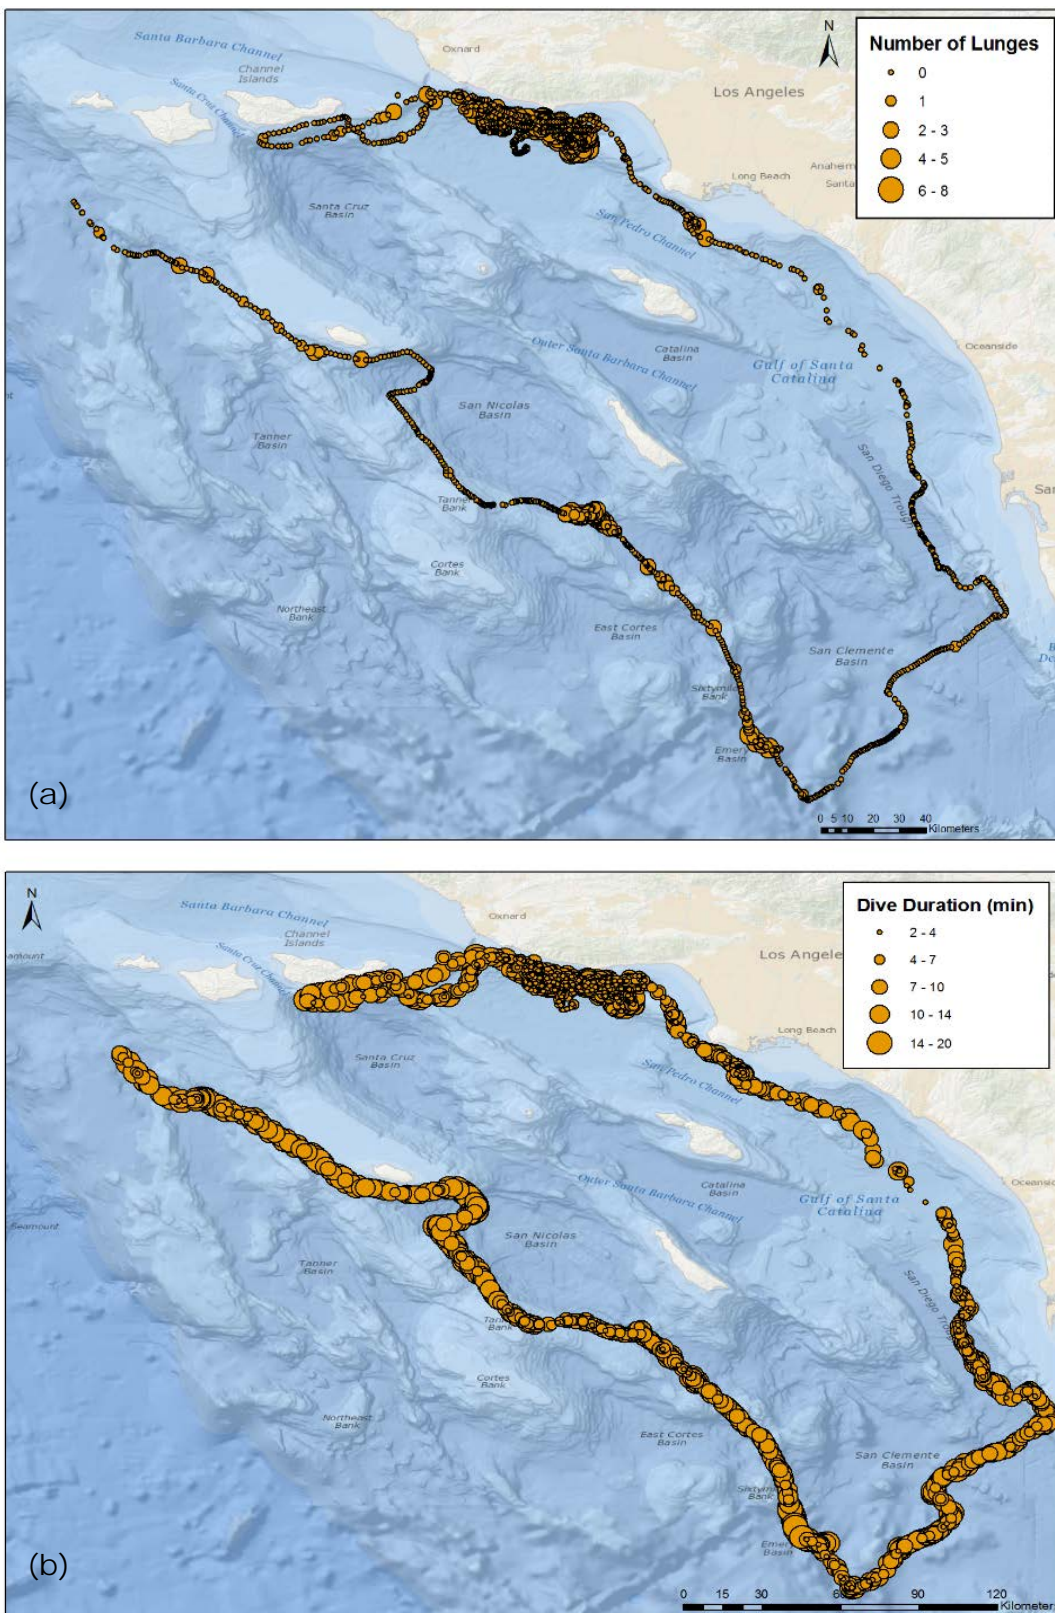 Santa Barbara
Channel
Channel
Islands
Santa Cruz Channel
Oxnard
N
Los Angeles
Long Beach
Anaheim
Santa
Number of Lunges
0
1
2 - 3
4 - 5
6 - 8
Santa Cruz
Basin
San Pedro Channel
Outer Santa Barbara
Channel
Catalina
Basin
Gulf of Santa
Catalina
Oceanside
San Nicolas
Basin
Tanner
Basin
San Diego Trough
San
Tanner
Bank
Cortes
Bank
Northeast
Bank
East Cortes
Basin
San Clemente
Basin
Sixtymile
Bank
Emery
Basin
(a)
0 5 10 20 30 40
Kilometers
N
Santa Barbara
Channel
Channel
Islands
Santa Cruz Channel
Oxnard
Los Angeles
Long Beach
Dive Duration (min)
2 - 4
4 - 7
7 - 10
10 - 14
14 - 20
eamount
Santa Cruz
Basin
San Pedro Channel
Outer Santa Barbara
Channel
Catalina
Basin
Gulf of Santa
Catalina
Oceanside
Seamount
San Nicolas
Basin
Tanner
Basin
San Diego Trough
Bank
Cortes
Bank
Northeast
Bank
East Cortes
Basin
San Clemente
Basin
Bank
Basin
(b)
0 15 30 60 90 120
Kilometer